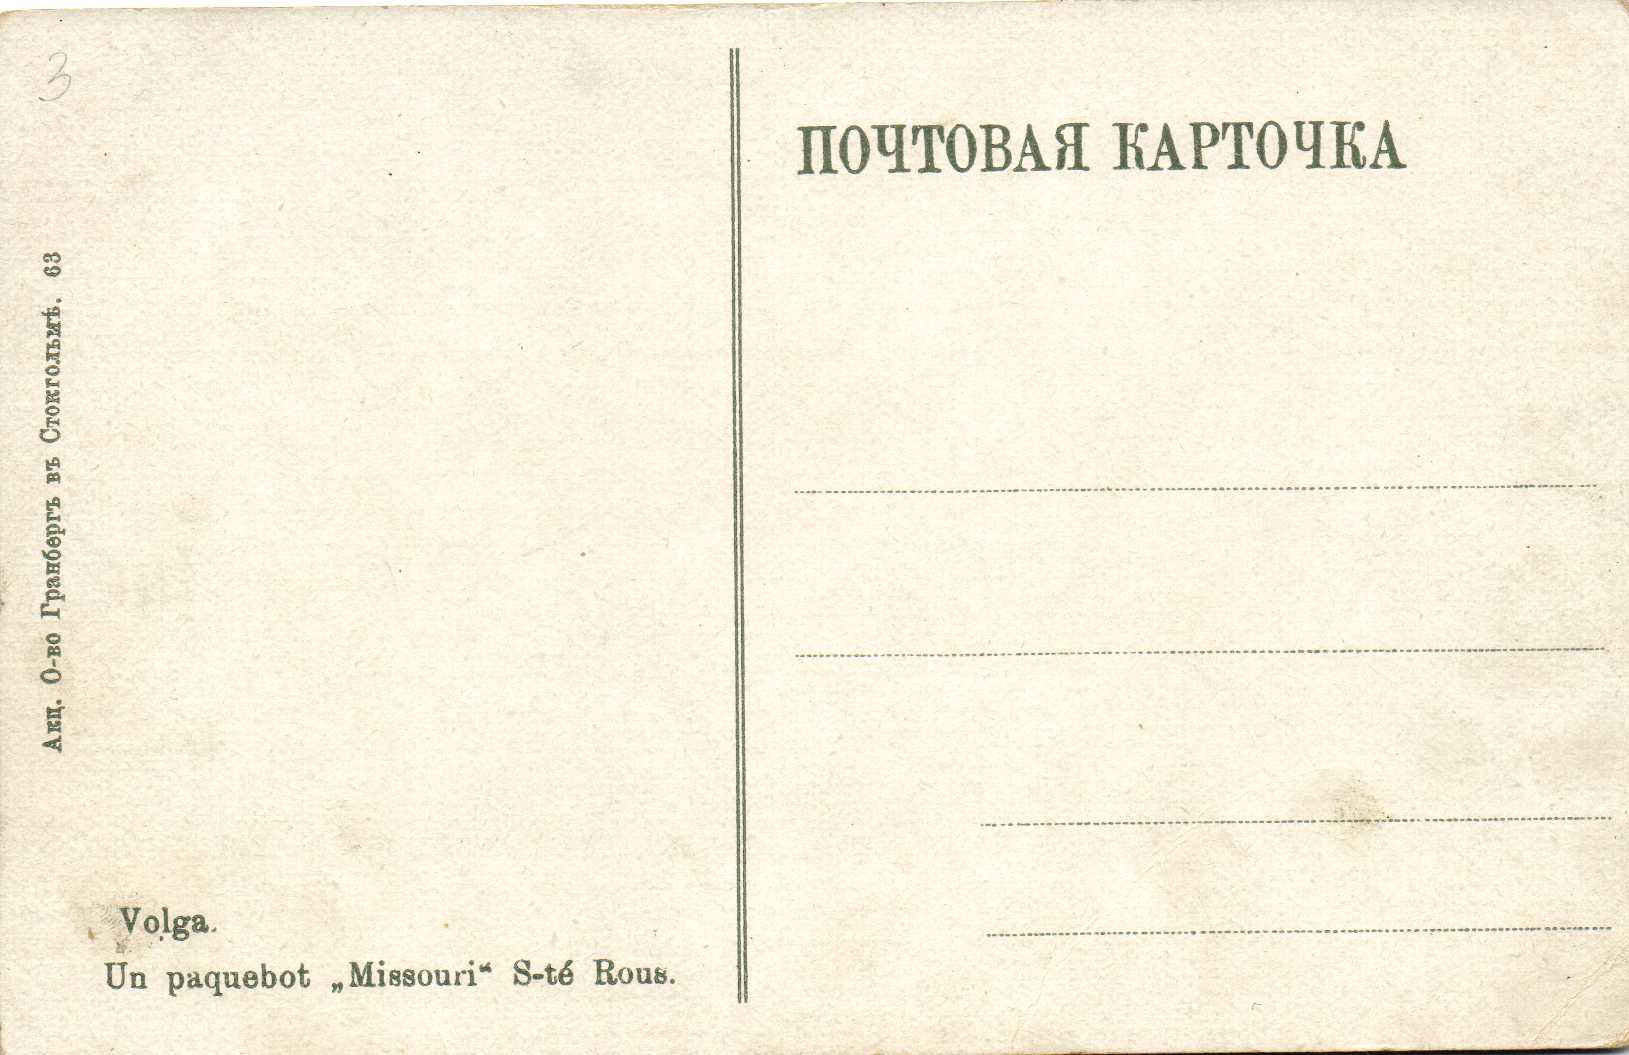 3
ПОЧТОВАЯ КАРТОЧКА
Акц. О-во Гранбергъ въ Стокгольмѣ. 63
Volga.
Un paquebot „Missouri“ S-té Rous.